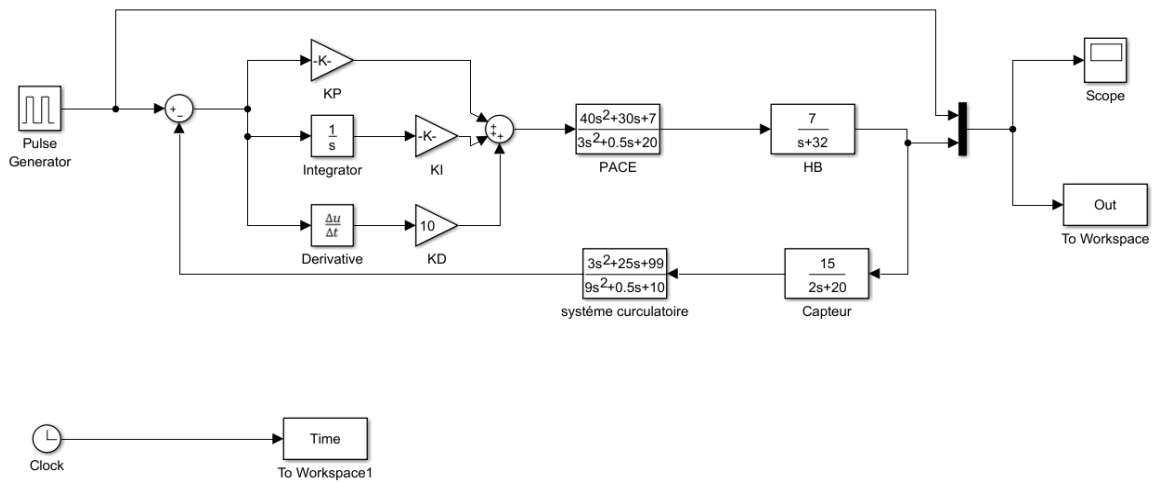 -K-
KP
Pulse
Generator
+
−
1
s
Integrator
-K-
KI
+
+
+
40s²+30s+7
3s²+0.5s+20
PACE
7
s+32
HB
Scope
Δu
Δt
Derivative
10
KD
Out
To Workspace
3s²+25s+99
9s²+0.5s+10
systéme curculatoire
15
2s+20
Capteur
Clock
Time
To Workspace1